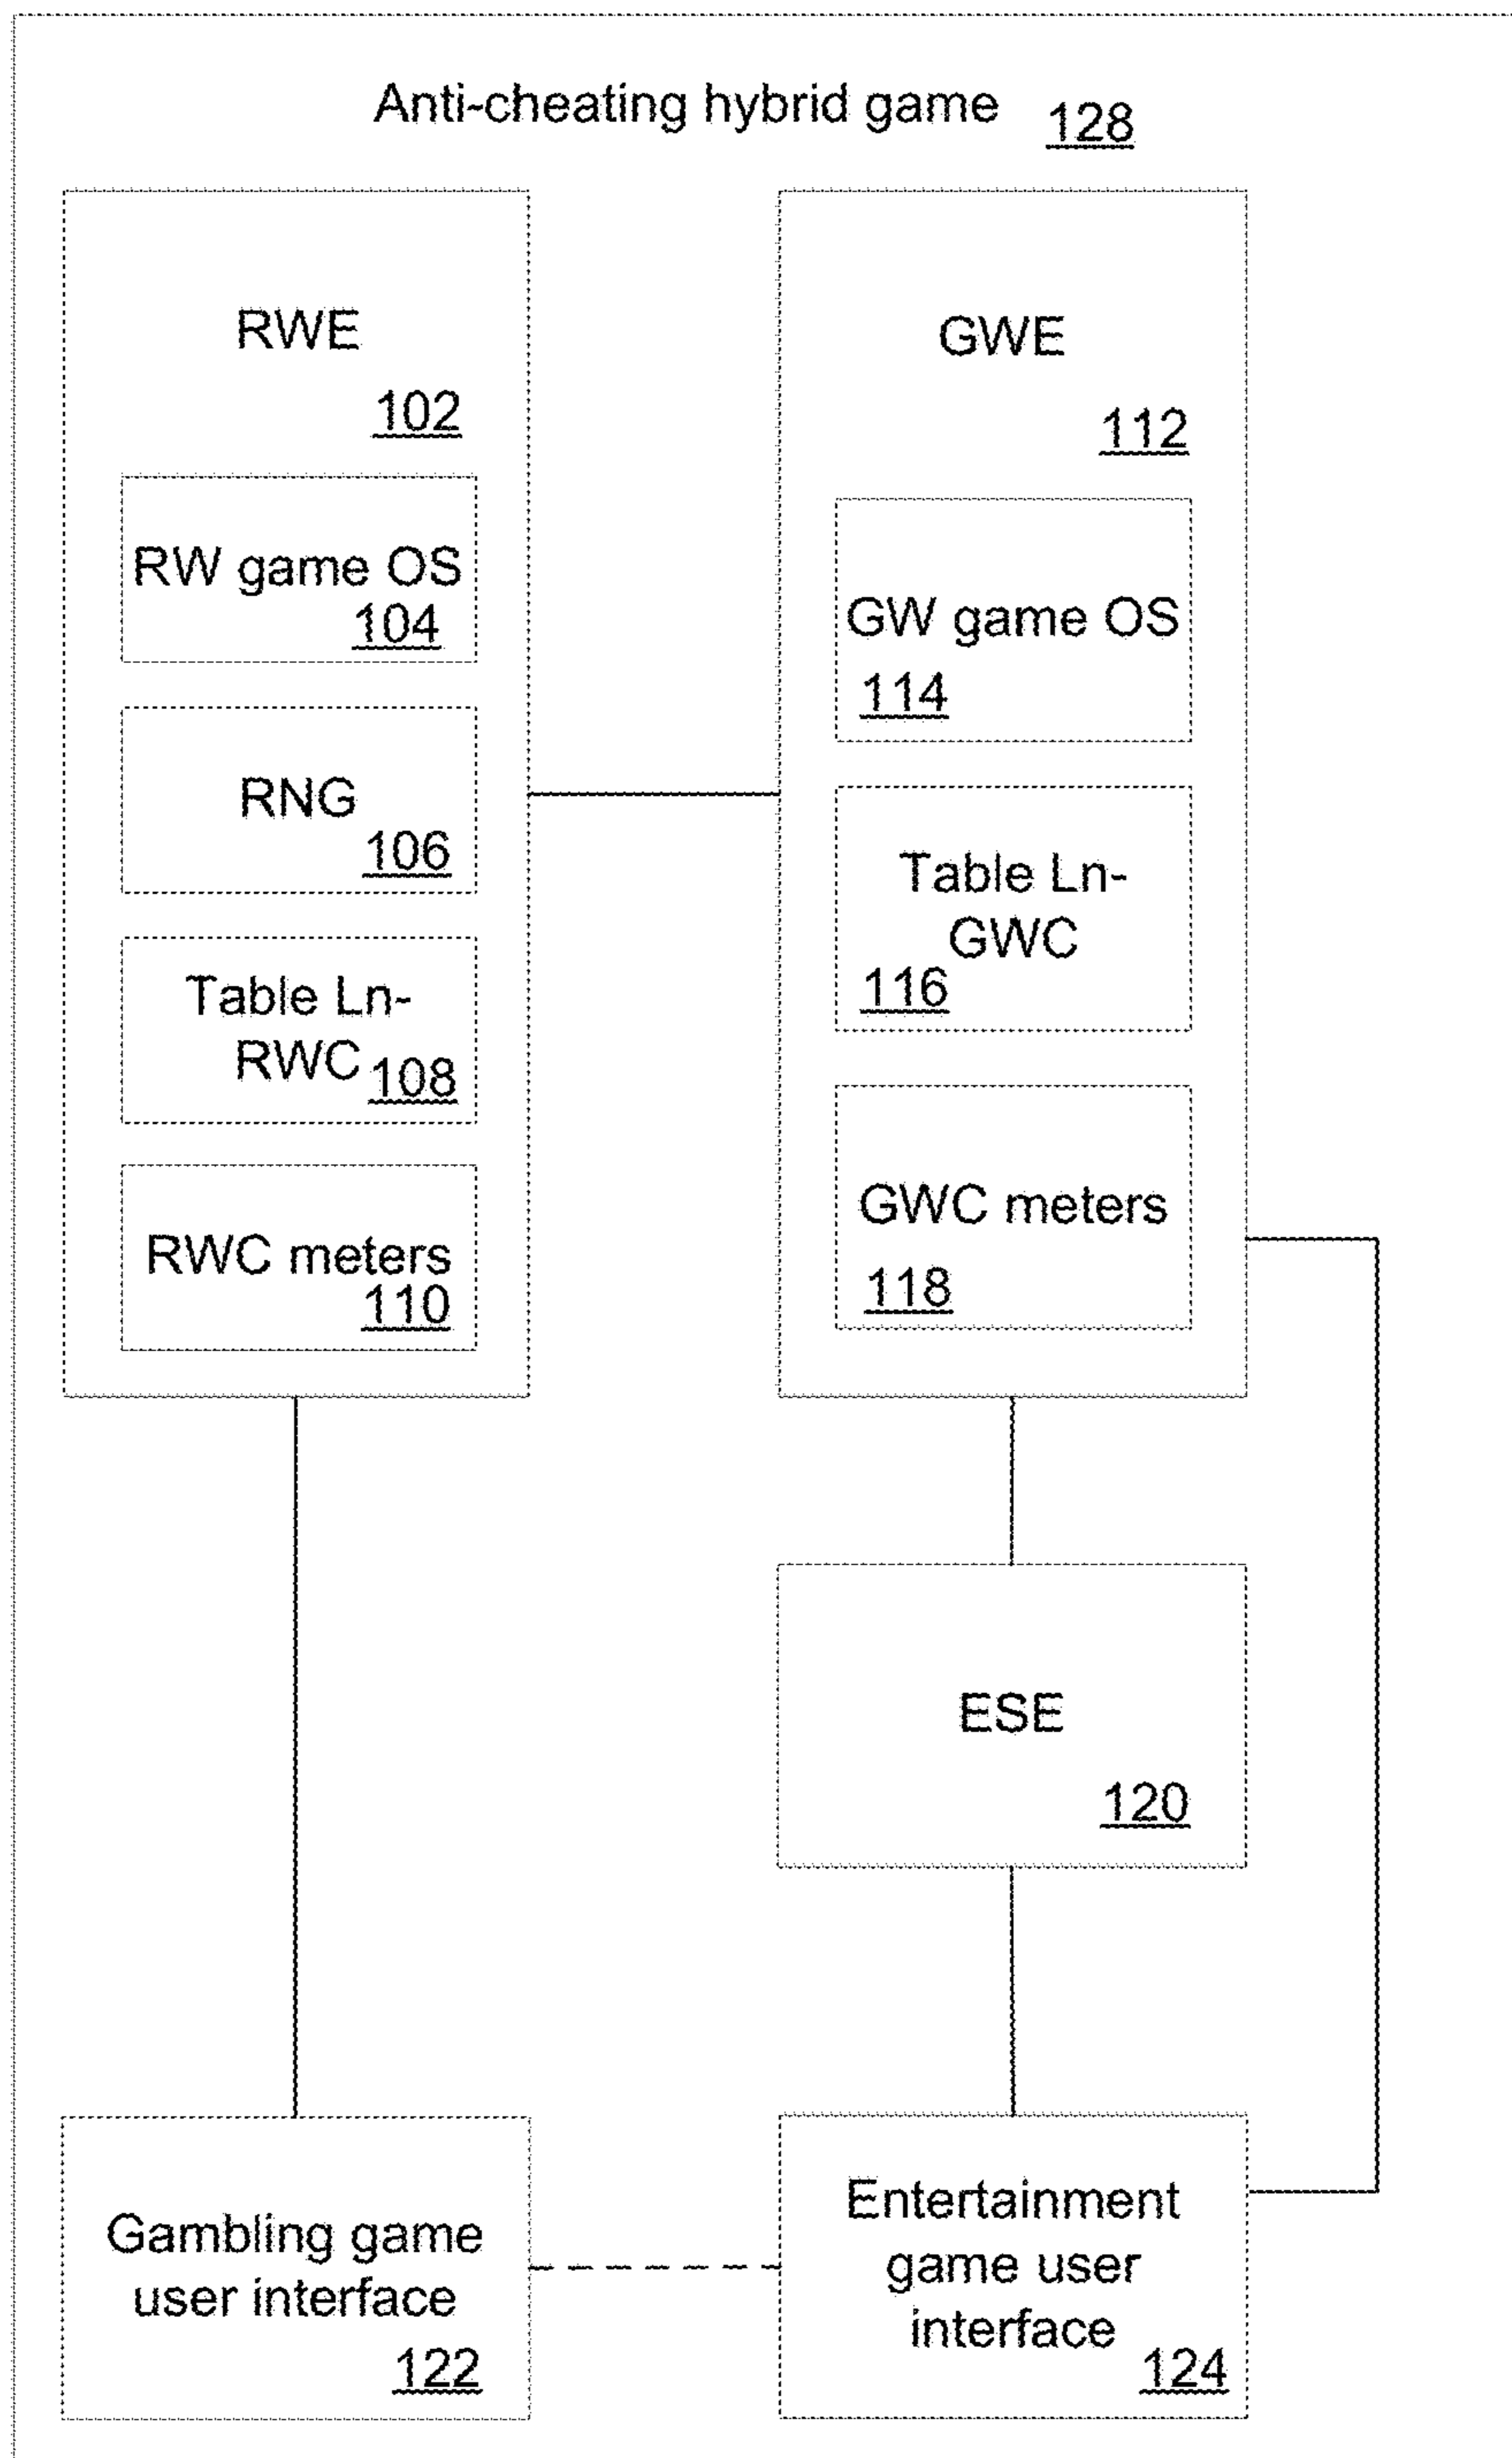 Anti-cheating hybrid game 128
RWE
102
RW game OS
104
RNG
106
Table Ln-
RWC 108
RWC meters
110
GWE
112
GW game OS
114
Table Ln-
GWC
116
GWC meters
118
ESE
120
Gambling game
user interface
122
Entertainment
game user
interface
124